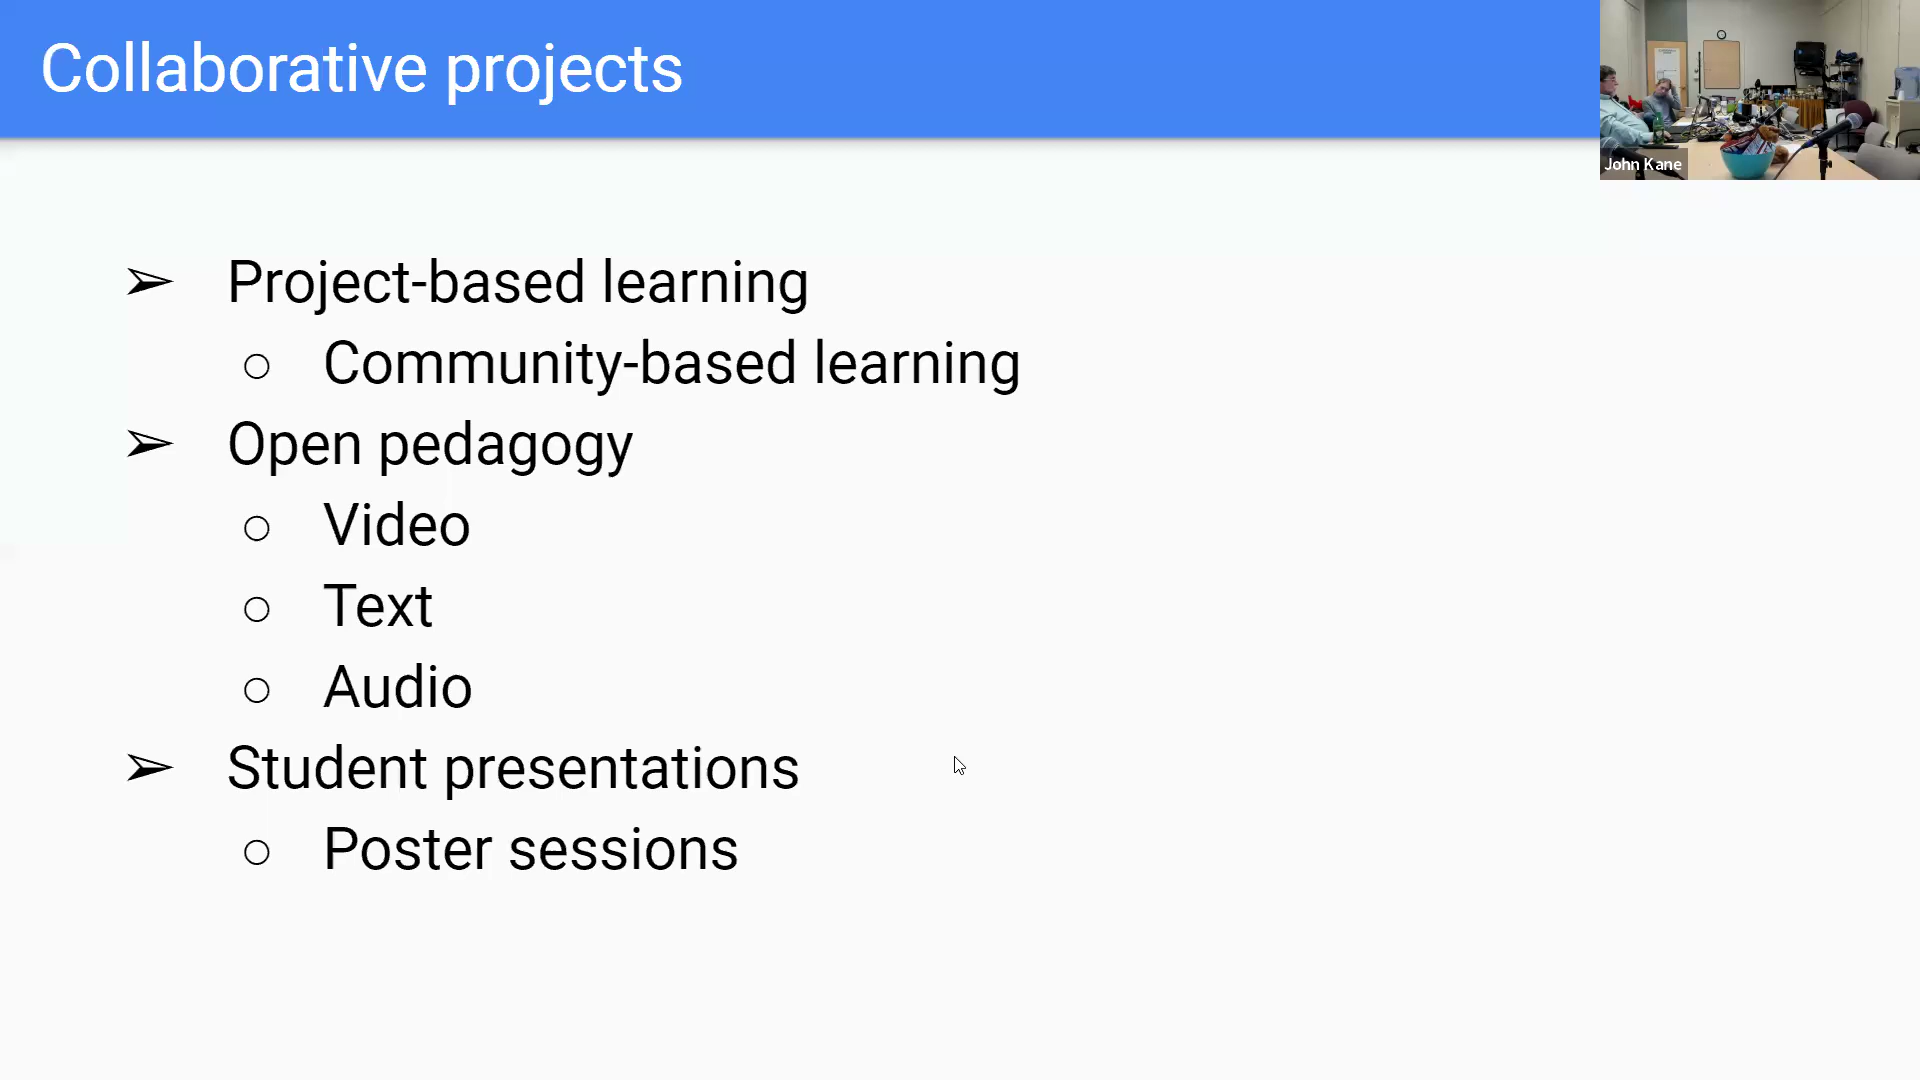 Collaborative projects
John Kane
➢ Project-based learning
○ Community-based learning
➢ Open pedagogy
○ Video
○ Text
○ Audio
➢ Student presentations
○ Poster sessions